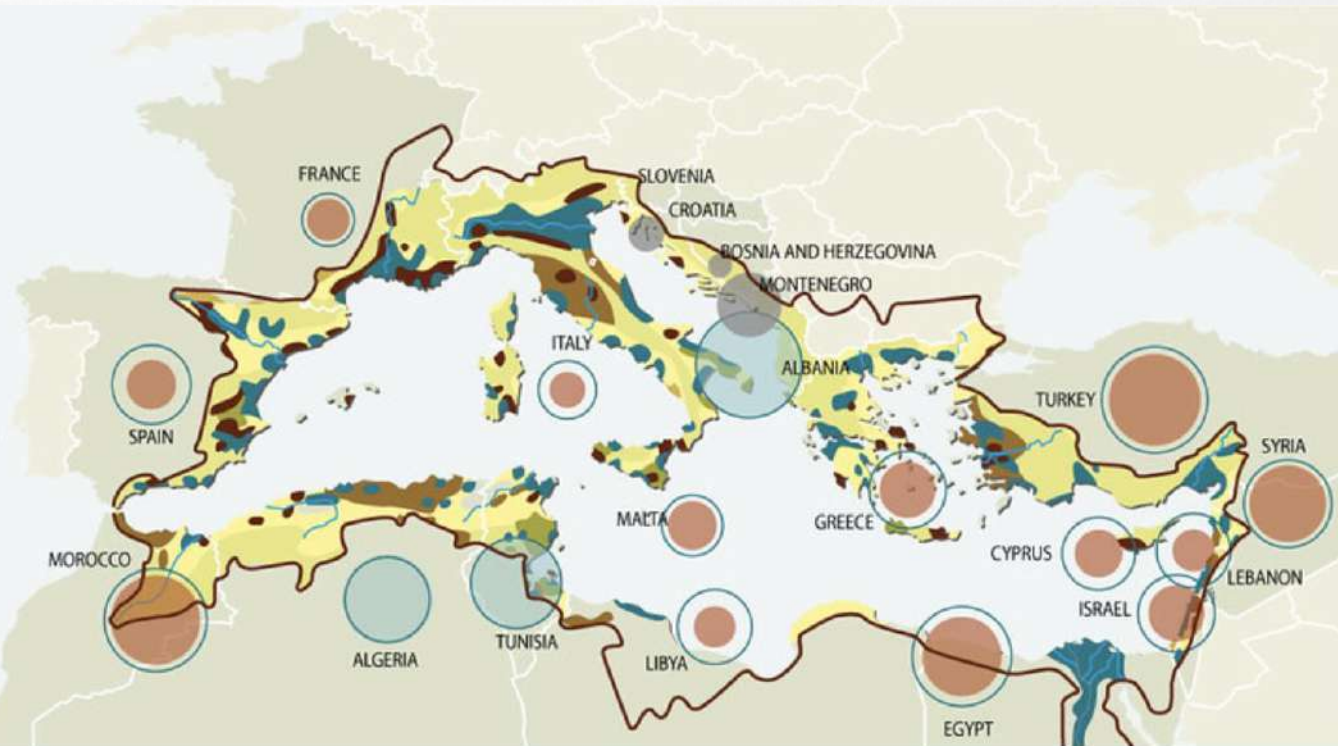 FRANCE
SLOVENIA
CROATIA
BOSNIA AND HERZEGOVINA
MONTENEGRO
ITALY
ALBANIA
SPAIN
TURKEY
SYRIA
MALTA
GREECE
MOROCCO
CYPRUS
LEBANON
ISRAEL
TUNISIA
ALGERIA
LIBYA
EGYPT